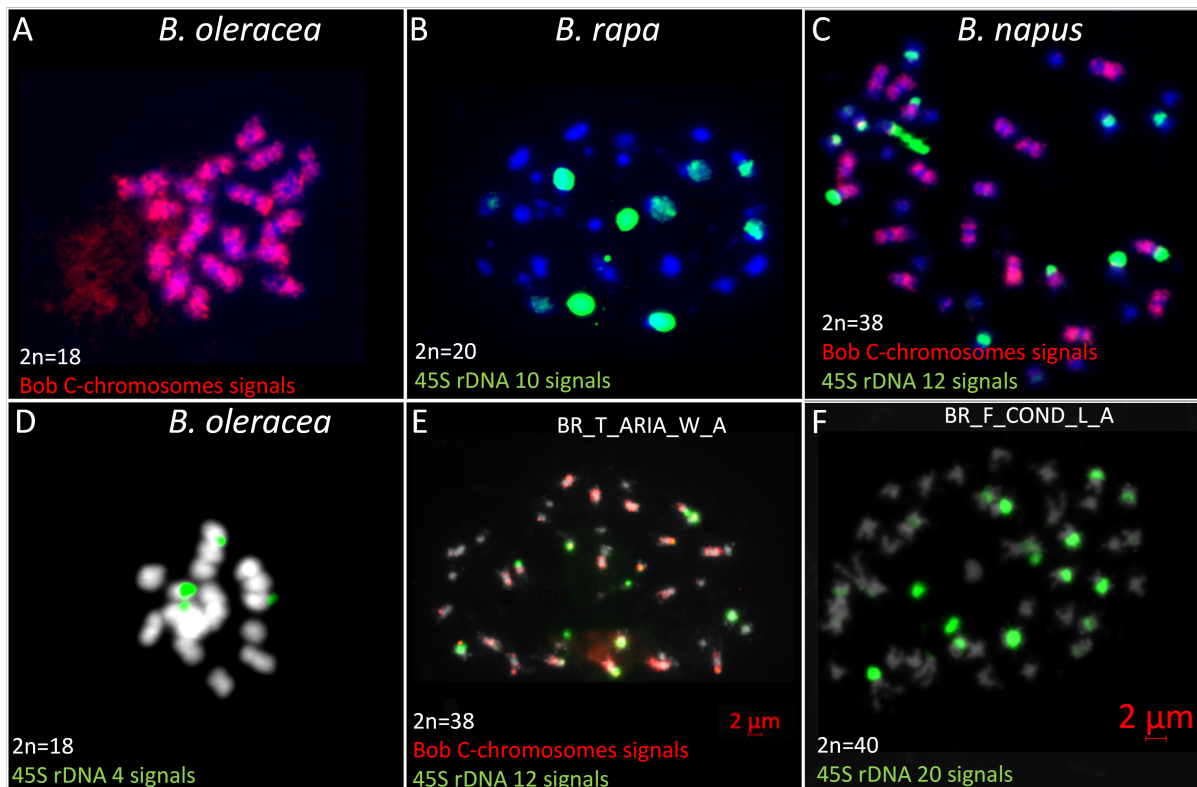 A
B. oleracea
2n=18
Bob C-chromosomes signals
B
B. rapa
2n=20
45S rDNA 10 signals
C
B. napus
2n=38
Bob C-chromosomes signals
45S rDNA 12 signals
D
B. oleracea
2n=18
45S rDNA 4 signals
E
BR_T_ARIA_W_A
2n=38
2 µm
Bob C-chromosomes signals
45S rDNA 12 signals
F
BR_F_COND_L_A
2 µm
2n=40
45S rDNA 20 signals